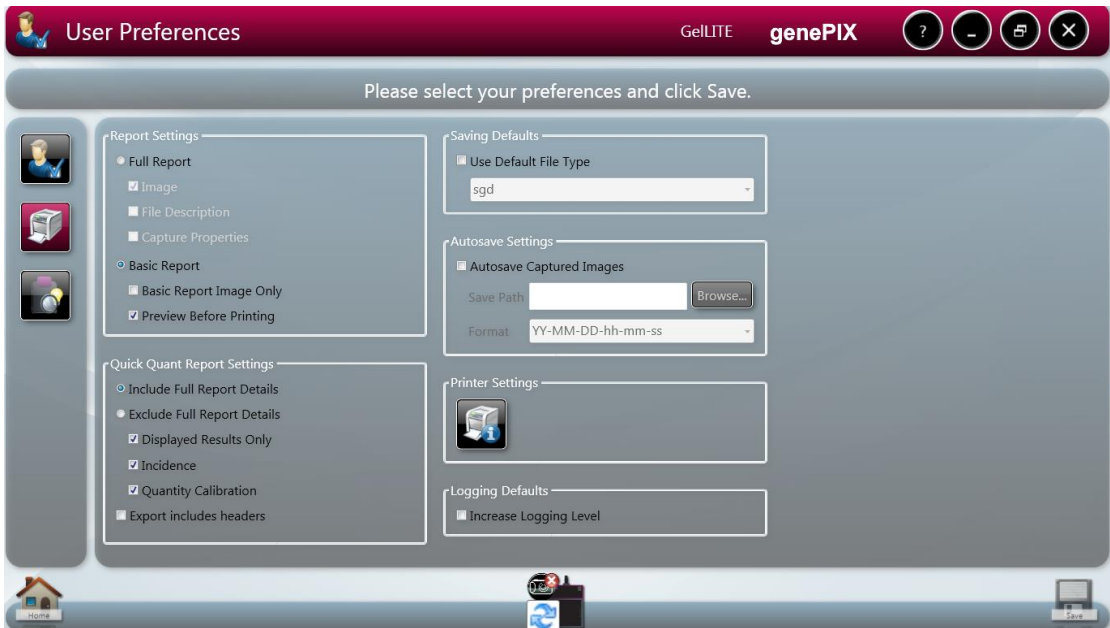 User Preferences
GelLITE
genePIX
Please select your preferences and click Save.
Report Settings
Full Report
Image
File Description
Capture Properties
Basic Report
Basic Report Image Only
Preview Before Printing
Quick Quant Report Settings
Include Full Report Details
Exclude Full Report Details
Displayed Results Only
Incidence
Quantity Calibration
Export includes headers
Saving Defaults
Use Default File Type
sgd
Autosave Settings
Autosave Captured Images
Save Path
Browse...
Format YY-MM-DD-hh-mm-ss
Printer Settings
Logging Defaults
Increase Logging Level
Home
Save